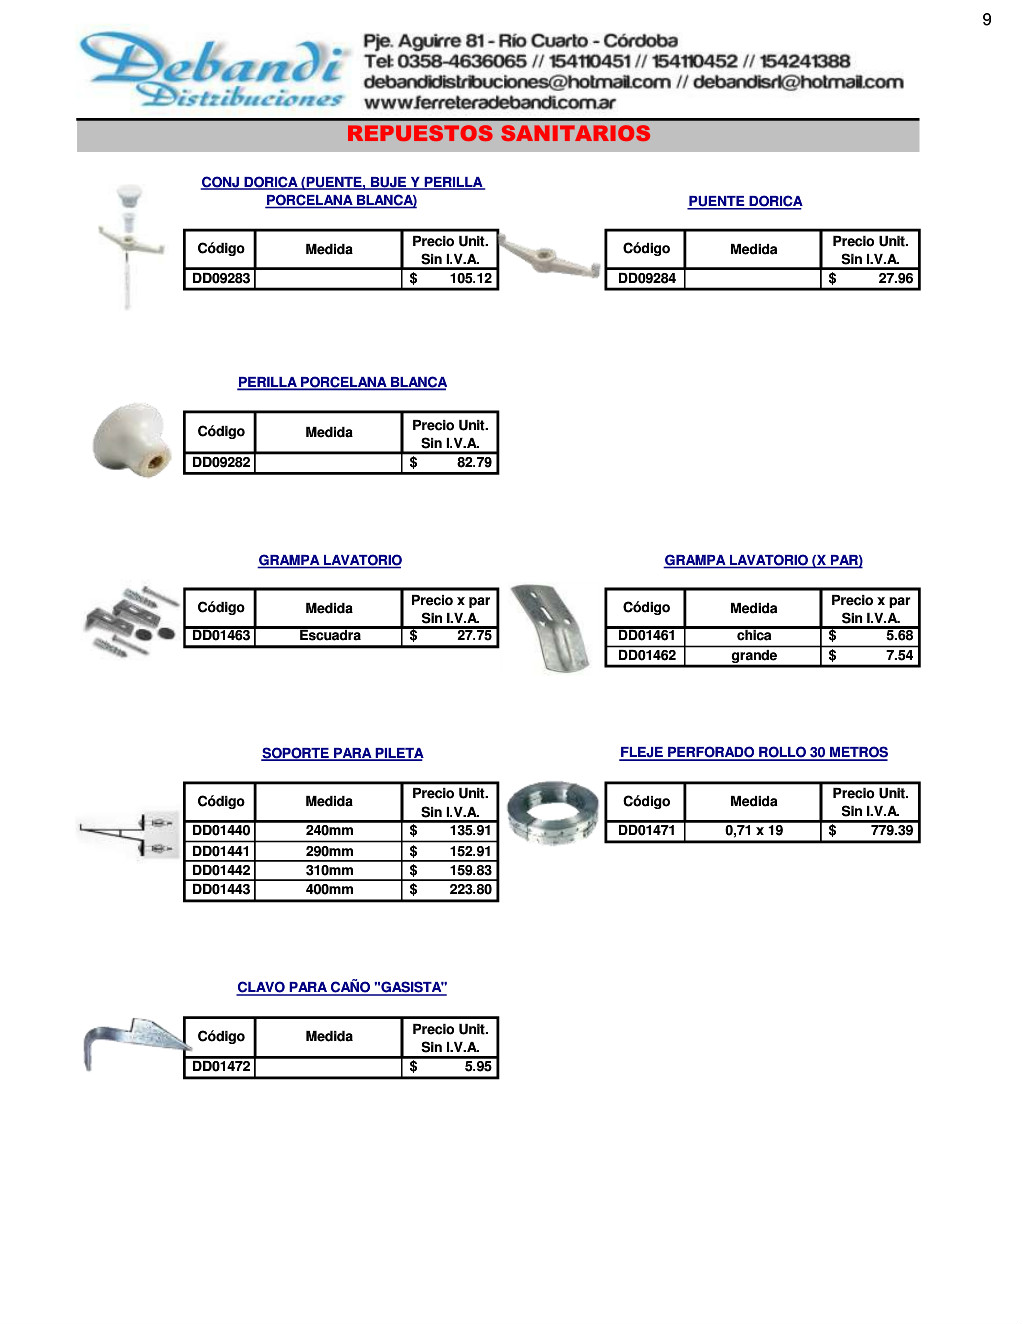 9
Debandi
Distribuciones
Pje. Aguirre 81 - Río Cuarto - Córdoba
Tel: 0358-4636065 // 154110451 // 154110452 // 154241388
debandidistribuciones@hotmail.com // debandisrl@hotmail.com
www.ferreteradebandi.com.ar
REPUESTOS SANITARIOS
CONJ DORICA (PUENTE, BUJE Y PERILLA
PORCELANA BLANCA)
Código Medida Precio Unit.
Sin I.V.A.
DD09283 $ 105.12
PUENTE DORICA
Código Medida Precio Unit.
Sin I.V.A.
DD09284 $ 27.96
PERILLA PORCELANA BLANCA
Código Medida Precio Unit.
Sin I.V.A.
DD09282 $ 82.79
GRAMPA LAVATORIO
Código Medida Precio x par
Sin I.V.A.
DD01463 Escuadra $ 27.75
GRAMPA LAVATORIO (X PAR)
Código Medida Precio x par
Sin I.V.A.
DD01461 chica $ 5.68
DD01462 grande $ 7.54
SOPORTE PARA PILETA
Código Medida Precio Unit.
Sin I.V.A.
DD01440 240mm $ 135.91
DD01441 290mm $ 152.91
DD01442 310mm $ 159.83
DD01443 400mm $ 223.80
FLEJE PERFORADO ROLLO 30 METROS
Código Medida Precio Unit.
Sin I.V.A.
DD01471 0,71 x 19 $ 779.39
CLAVO PARA CAÑO "GASISTA"
Código Medida Precio Unit.
Sin I.V.A.
DD01472 $ 5.95